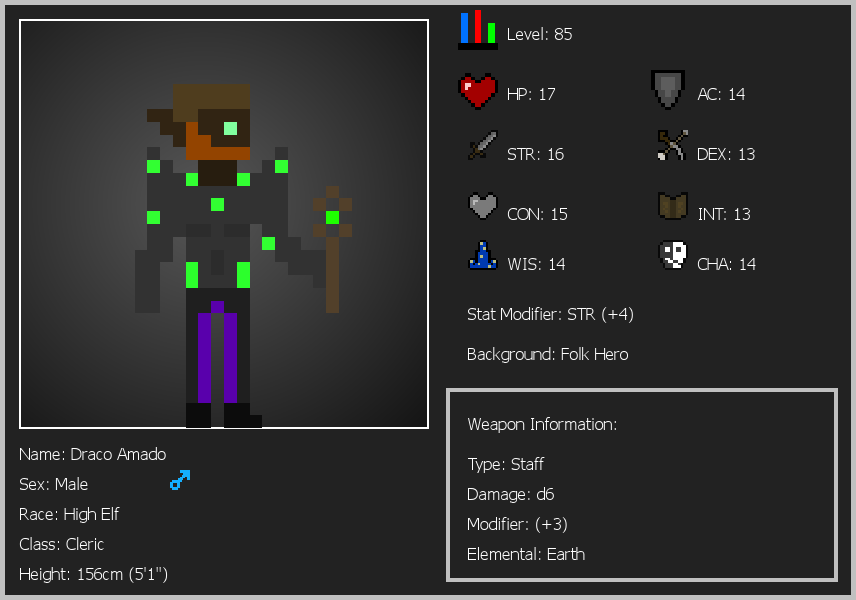 Level: 85
HP: 17
AC: 14
STR: 16
DEX: 13
CON: 15
INT: 13
WIS: 14
CHA: 14
Stat Modifier: STR (+4)
Background: Folk Hero
Weapon Information:
Type: Staff
Damage: d6
Modifier: (+3)
Elemental: Earth
Name: Draco Amado
Sex: Male
Race: High Elf
Class: Cleric
Height: 156cm (5'1")